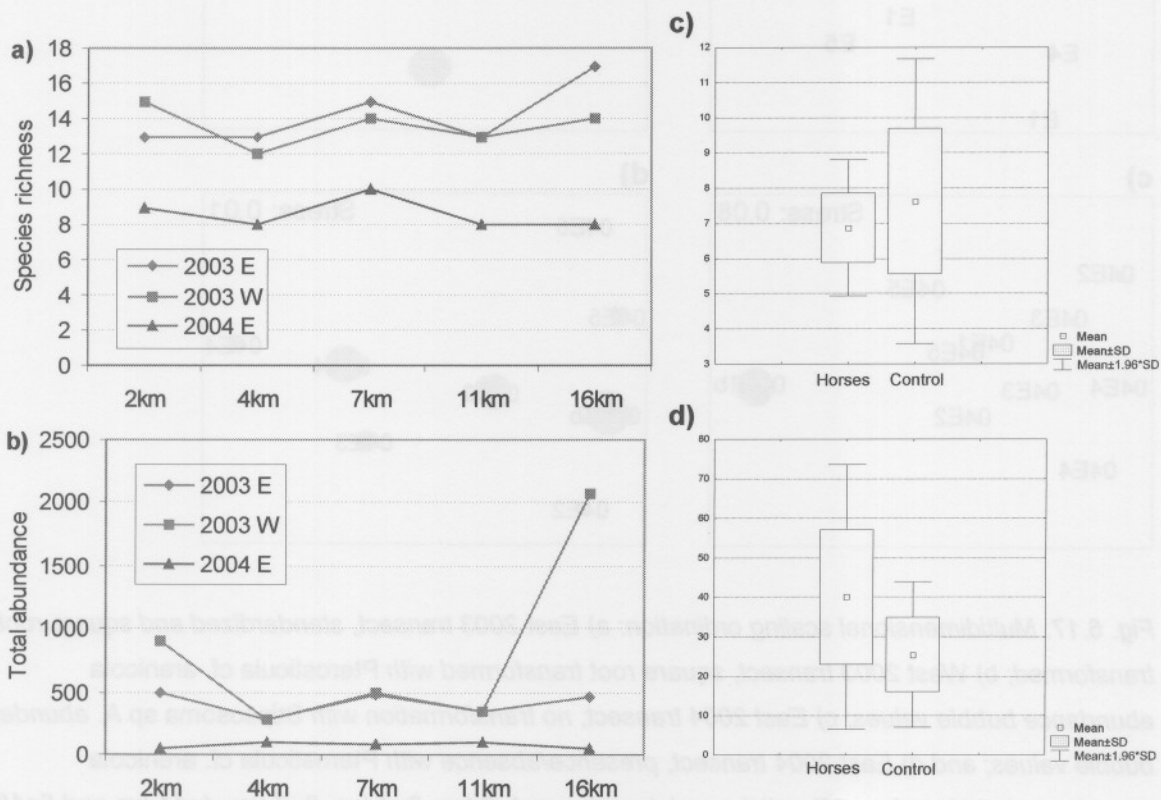 a)
Species richness
18
16
14
12
10
8
6
4
2
0
2003 E
2003 W
2004 E
2km 4km 7km 11km 16km
b)
Total abundance
2500
2000
1500
1000
500
0
2003 E
2003 W
2004 E
2km 4km 7km 11km 16km
c)
12
11
10
9
8
7
6
5
4
3
Horses Control
Mean
Mean±SD
Mean±1.96*SD
d)
80
70
60
50
40
30
20
10
0
Horses Control
Mean
Mean±SD
Mean±1.96*SD